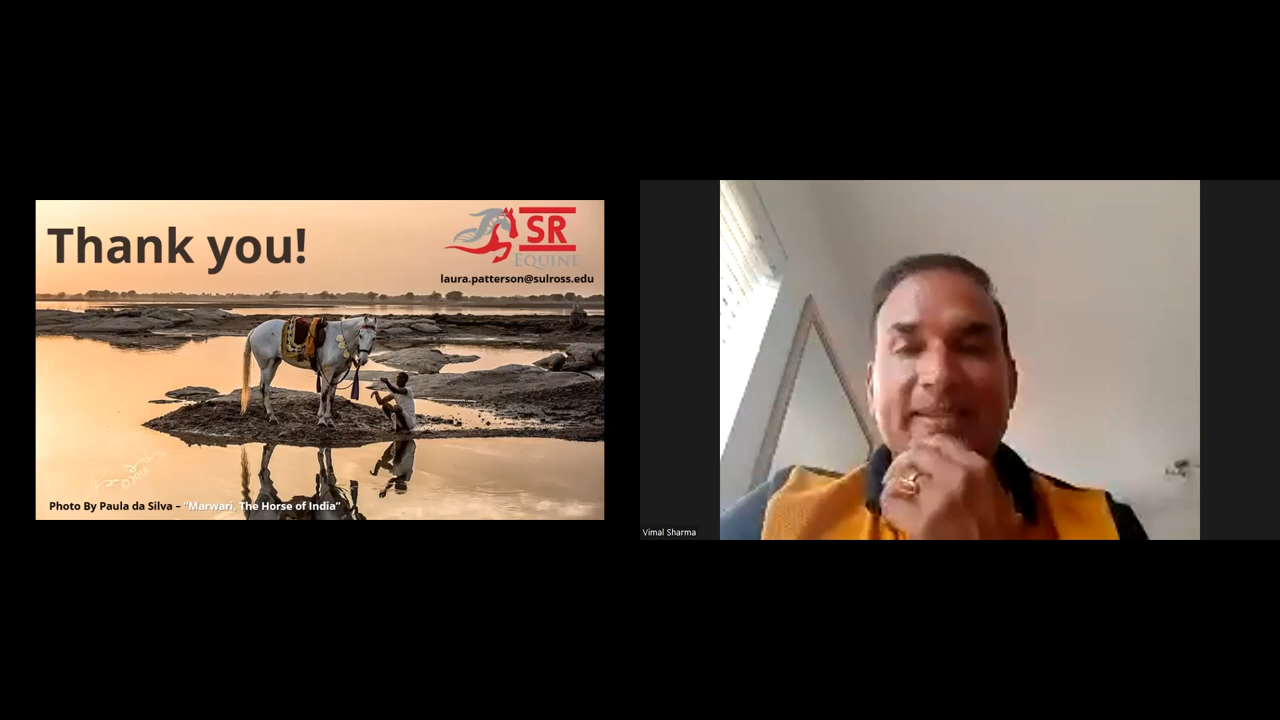 Thank you!
SR
EQUINE
laura.patterson@sulross.edu
©2018
Photo By Paula da Silva – "Marwari, The Horse of India"
Vimal Sharma